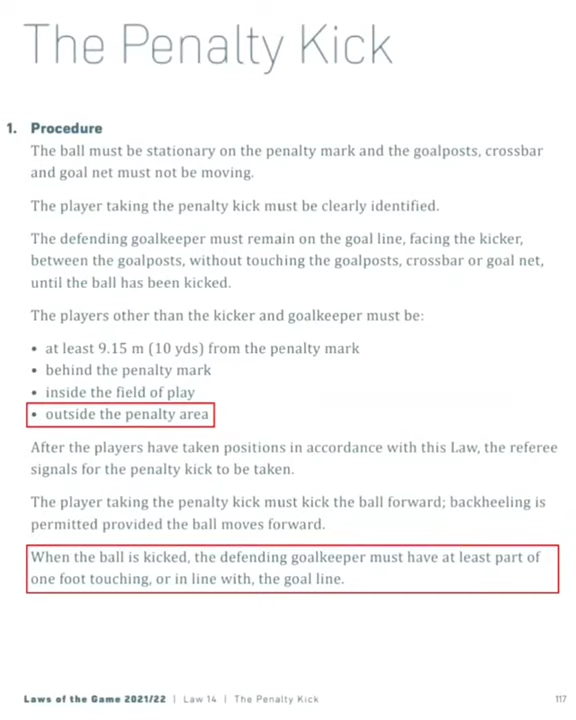 The Penalty Kick
1. Procedure
The ball must be stationary on the penalty mark and the goalposts, crossbar
and goal net must not be moving.
The player taking the penalty kick must be clearly identified.
The defending goalkeeper must remain on the goal line, facing the kicker,
between the goalposts, without touching the goalposts, crossbar or goal net,
until the ball has been kicked.
The players other than the kicker and goalkeeper must be:
• at least 9.15 m (10 yds) from the penalty mark
• behind the penalty mark
• inside the field of play
• outside the penalty area
After the players have taken positions in accordance with this Law, the referee
signals for the penalty kick to be taken.
The player taking the penalty kick must kick the ball forward; backheeling is
permitted provided the ball moves forward.
When the ball is kicked, the defending goalkeeper must have at least part of
one foot touching, or in line with, the goal line.
Laws of the Game 2021/22 | Law 14 | The Penalty Kick 117